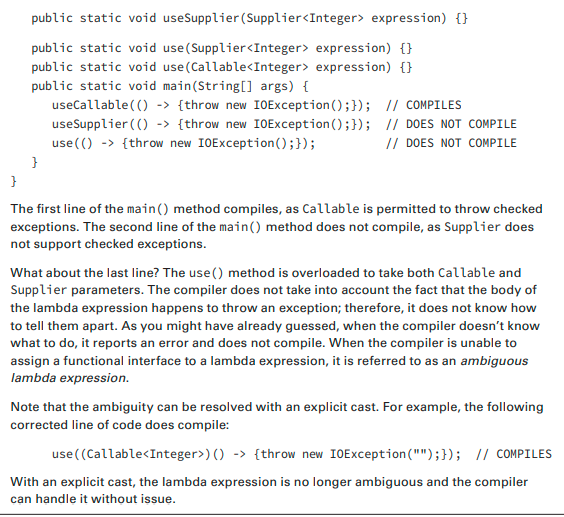 public static void useSupplier(Supplier<Integer> expression) {}
public static void use(Supplier<Integer> expression) {}
public static void use(Callable<Integer> expression) {}
public static void main(String[] args) {
useCallable(() -> {throw new IOException();}); // COMPILES
useSupplier(() -> {throw new IOException();}); // DOES NOT COMPILE
use(() -> {throw new IOException();}); // DOES NOT COMPILE
}
}
The first line of the main() method compiles, as Callable is permitted to throw checked
exceptions. The second line of the main() method does not compile, as Supplier does
not support checked exceptions.
What about the last line? The use() method is overloaded to take both Callable and
Supplier parameters. The compiler does not take into account the fact that the body of
the lambda expression happens to throw an exception; therefore, it does not know how
to tell them apart. As you might have already guessed, when the compiler doesn’t know
what to do, it reports an error and does not compile. When the compiler is unable to
assign a functional interface to a lambda expression, it is referred to as an ambiguous
lambda expression.
Note that the ambiguity can be resolved with an explicit cast. For example, the following
corrected line of code does compile:
use((Callable<Integer>)() -> {throw new IOException("");}); // COMPILES
With an explicit cast, the lambda expression is no longer ambiguous and the compiler
can handle it without issue.